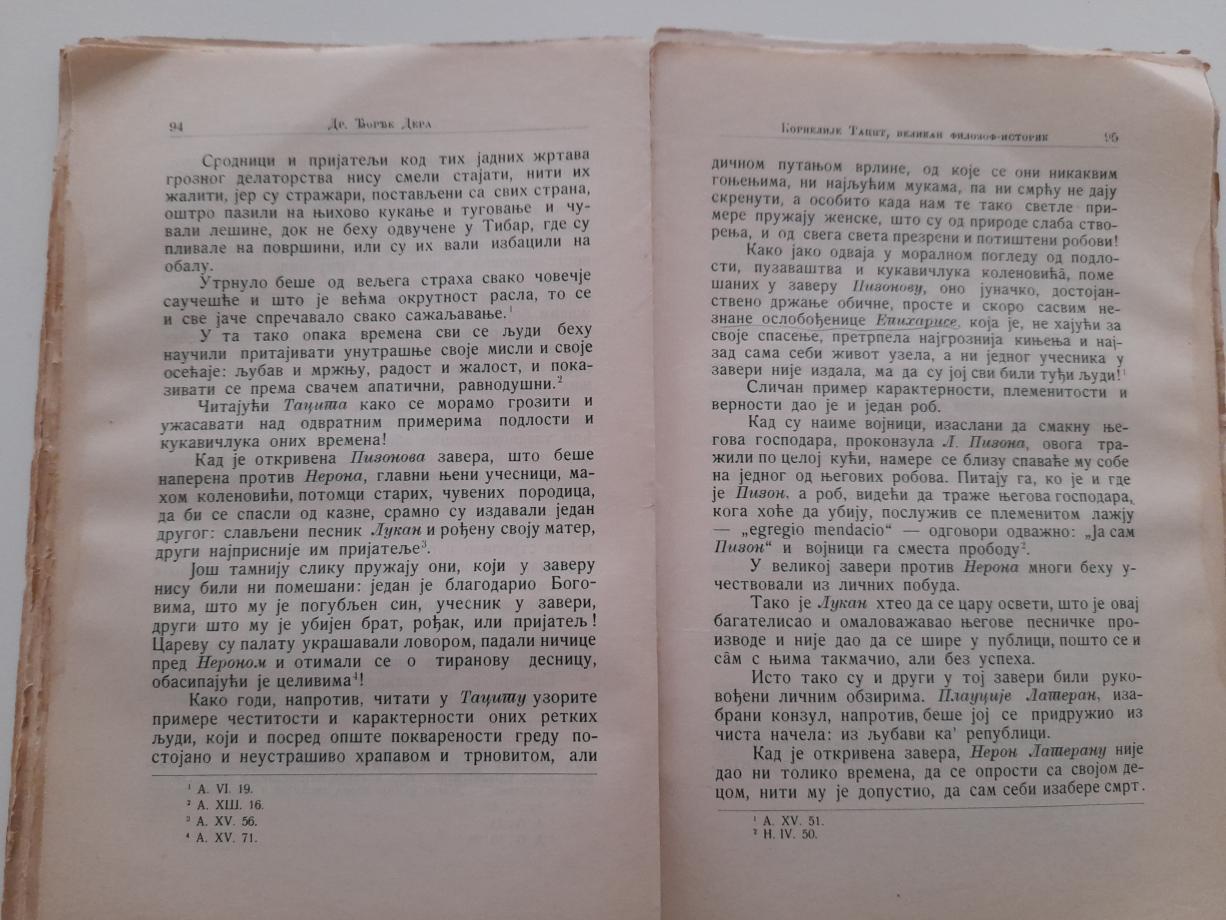 94
Др. Ђорђе Дера
Сродници и пријатељи код тих јадних жртава
грозног делаторства нису смели стајати, нити их
жалити, јер су стражари, постављени са свих страна,
оштро пазили на њихово кукање и туговање и чу-
вали лешине, док не беху одвучене у Тибар, где су
пливале на површини, или су их вали избацили на
обалу.
Утрнуло беше од вељега страха свако човечје
саучешће и што је већма окрутност расла, то се
и све јаче спречавало свако сажаљавање.¹
У та тако опака времена сви се људи беху
научили притајивати унутрашње своје мисли и своје
осећаје: љубав и мржњу, радост и жалост, и пока-
зивати се према свачем апатични, равнодушни.²
Читајући Тацита како се морамо грозити и
ужасавати над одвратним примерима подлости и
кукавичлука оних времена!
Кад је откривена Пизонова завера, што беше
наперена против Нерона, главни њени учесници, ма-
хом коленовићи, потомци старих, чувених породица,
да би се спасли од казне, срамно су издавали један
другог: слављени песник Лукан и рођену своју матер,
други најприсније им пријатеље³.
Још тамнију слику пружају они, који у заверу
нису били ни помешани: један је благодарио Бого-
вима, што му је погубљен син, учесник у завери,
други што му је убијен брат, рођак, или пријатељ!
Цареву су палату украшавали ловором, падали ничице
пред Нероном и отимали се о тиранову десницу,
обасипајући је целивима⁴!
Како годи, напротив, читати у Тациту узорите
примере честитости и карактерности оних ретких
људи, који и посред опште покварености греду по-
стојано и неустрашиво храпавом и трновитом, али
¹ А. VI. 19.
² А. XIII. 16.
³ А. XV. 56.
⁴ А. XV. 71.
Корнелије Тацит, великан филозоф-историк
95
дичном путањом врлине, од које се они никаквим
гоњењима, ни најљућим мукама, па ни смрћу не дају
скренути, а особито када нам те тако светле при-
мере пружају женске, што су од природе слаба ство-
рења, и од свега света презрени и потиштени робови!
Како јако одваја у моралном погледу од подло-
сти, пузаваштва и кукавичлука коленовића̂, поме
шаних у заверу Пизонову, оно јуначко, достојан-
ствено држање обичне, просте и скоро сасвим не-
знане ослобођенице Епихарисе, која је, не хајући за
своје спасење, претрпела најгрознија кињења и нај-
зад сама себи живот узела, а ни једног учесника у
завери није издала, ма да су јој сви били туђи људи!¹
Сличан пример карактерности, племенитости и
верности дао је и један роб.
Кад су наиме војници, изаслани да смакну ње-
гова господара, проконзула Л. Пизона, овога тра-
жили по целој кући, намере се близу спаваће му собе
на једног од његових робова. Питају га, ко је и где
је Пизон, а роб, видећи да траже његова господара,
кога хоће да убију, послужив се племенитом лажју
— „egregio mendacio“ — одговори одважно: „Ја сам
Пизон“ и војници га сместа прободу².
У великој завери против Нерона многи беху у-
чествовали из личних побуда.
Тако је Лукан хтео да се цару освети, што је овај
багателисао и омаловажавао његове песничке про-
изводе и није дао да се шире у публици, пошто се и
са̂м с њима такмачио, али без успеха.
Исто тако су и други у тој завери били руко-
вођени личним обзирима. Плауције Латеран, иза-
брани конзул, напротив, беше јој се придружио из
чиста начела: из љубави ка' републици.
Кад је откривена завера, Нерон Латерану није
дао ни толико времена, да се опрости са својом де-
цом, нити му је допустио, да сам себи изабере смрт.
¹ А. XV. 51.
² Н. IV. 50.